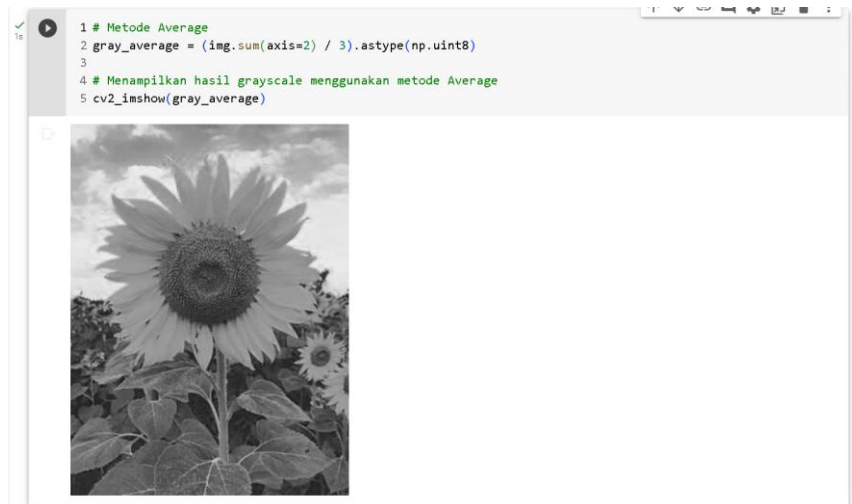 1s
1 # Metode Average
2 gray_average = (img.sum(axis=2) / 3).astype(np.uint8)
3
4 # Menampilkan hasil grayscale menggunakan metode Average
5 cv2_imshow(gray_average)